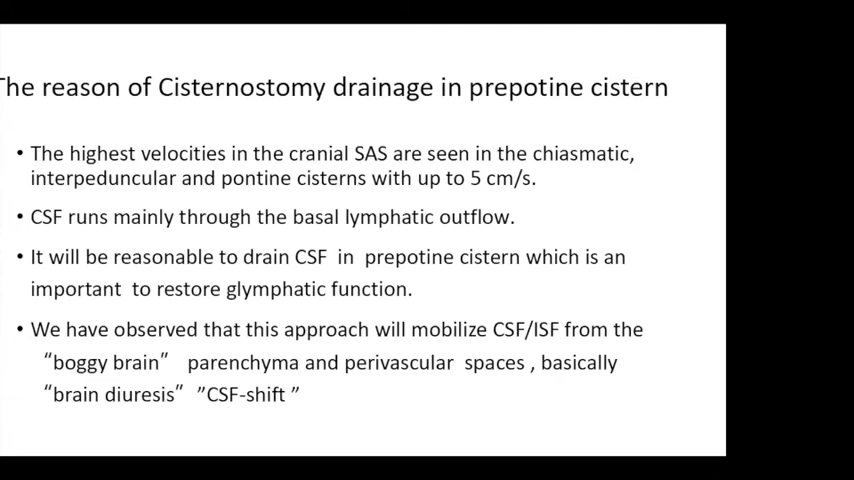 The reason of Cisternostomy drainage in prepotine cistern
• The highest velocities in the cranial SAS are seen in the chiasmatic,
interpeduncular and pontine cisterns with up to 5 cm/s.
• CSF runs mainly through the basal lymphatic outflow.
• It will be reasonable to drain CSF in prepotine cistern which is an
important to restore glymphatic function.
• We have observed that this approach will mobilize CSF/ISF from the
“boggy brain” parenchyma and perivascular spaces , basically
“brain diuresis” ”CSF-shift ”